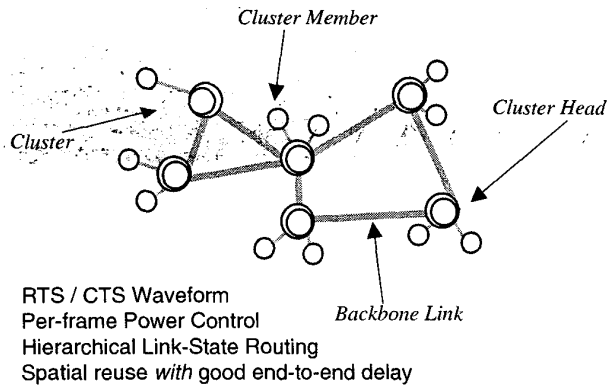 Cluster Member
Cluster
Cluster Head
Backbone Link
RTS / CTS Waveform
Per-frame Power Control
Hierarchical Link-State Routing
Spatial reuse with good end-to-end delay